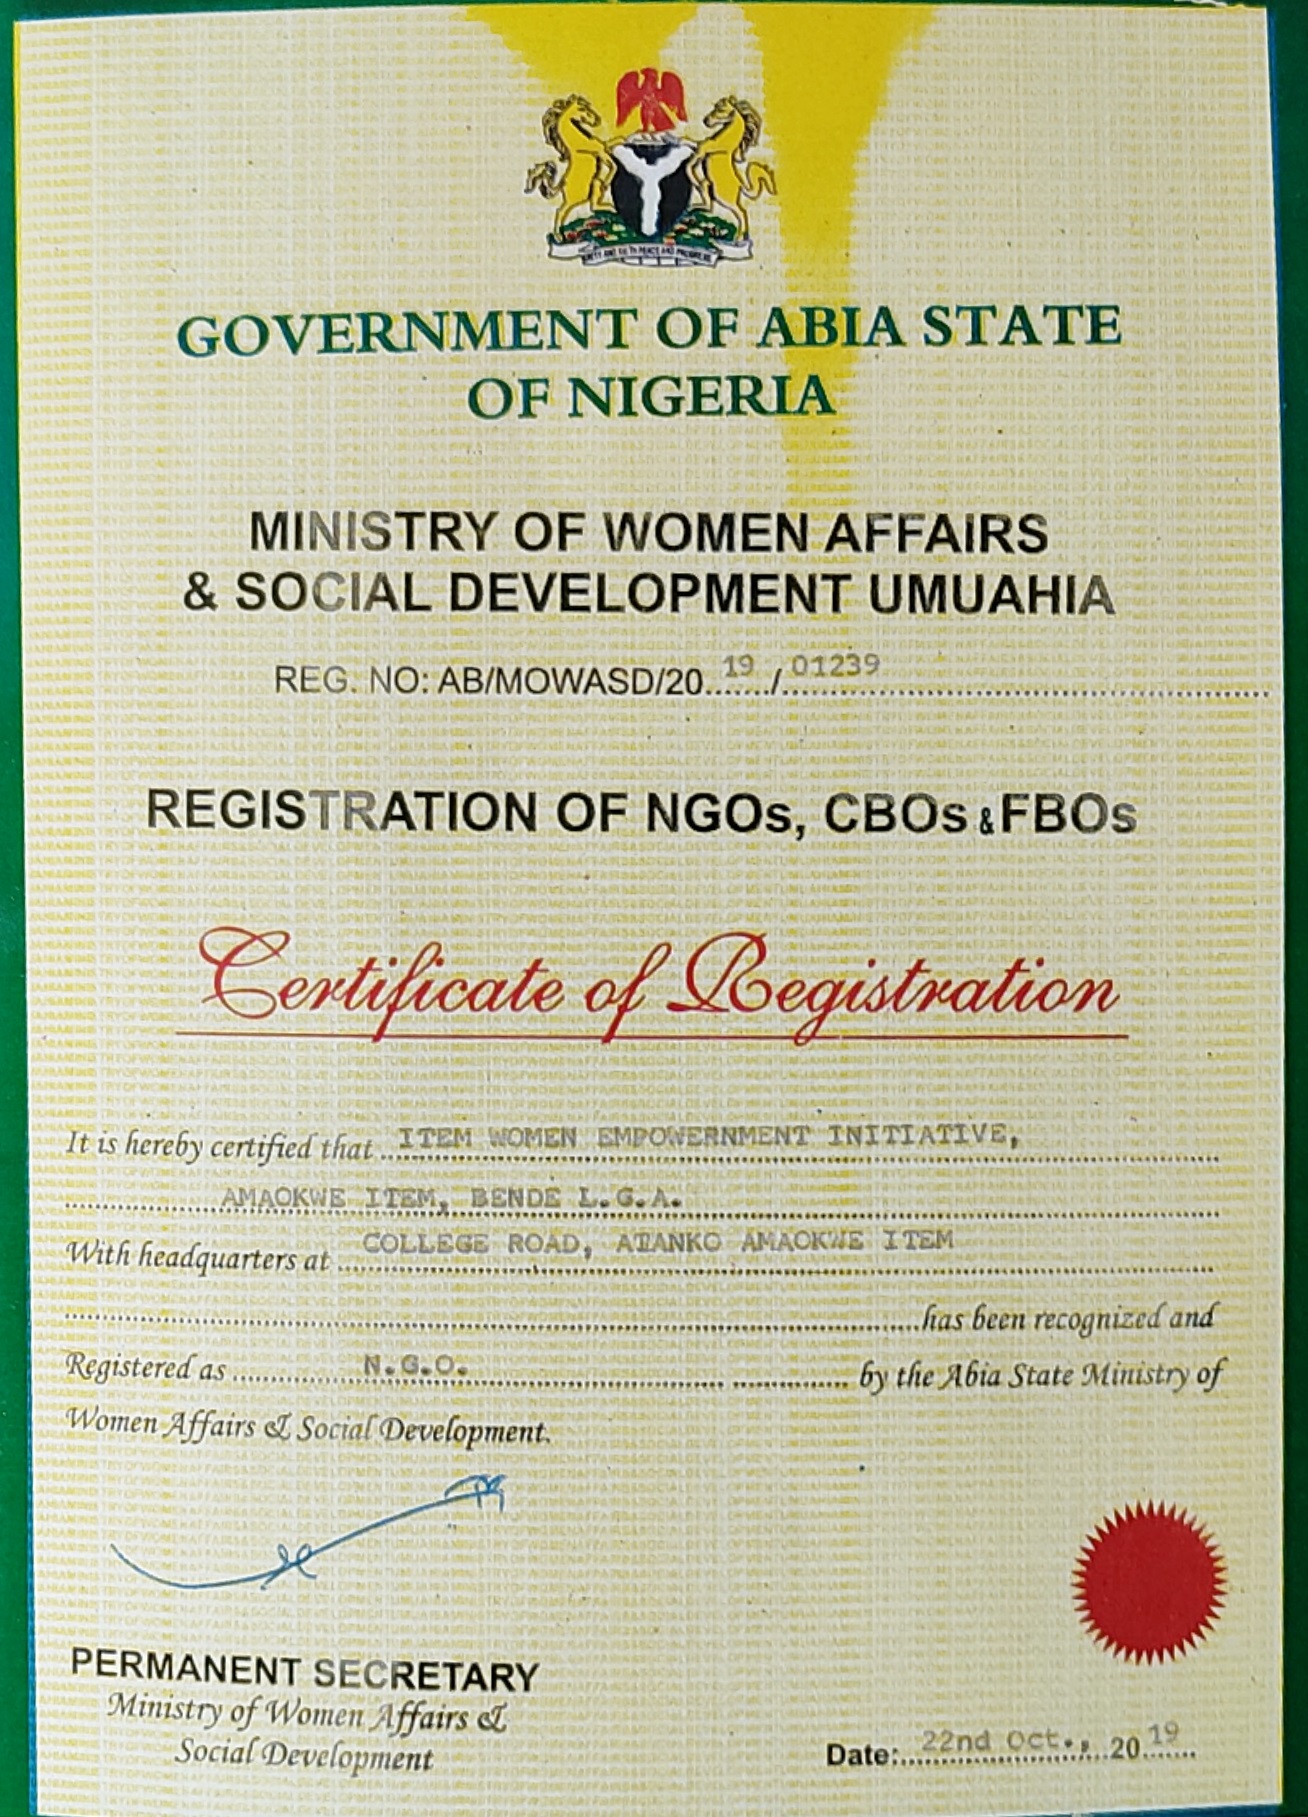 UNITY AND FAITH PEACE AND PROGRESS
GOVERNMENT OF ABIA STATE
OF NIGERIA
MINISTRY OF WOMEN AFFAIRS
& SOCIAL DEVELOPMENT UMUAHIA
REG. NO: AB/MOWASD/20..19../..01239..........
REGISTRATION OF NGOs, CBOs & FBOs
Certificate of Registration
It is hereby certified that ITEM WOMEN EMPOWERNMENT INITIATIVE,
AMAOKWE ITEM, BENDE L.G.A.
With headquarters at COLLEGE ROAD, ATANKO AMAOKWE ITEM
has been recognized and
Registered as N.G.O. by the Abia State Ministry of
Women Affairs & Social Development.
PERMANENT SECRETARY
Ministry of Women Affairs &
Social Development
Date: 22nd Oct., 20 19